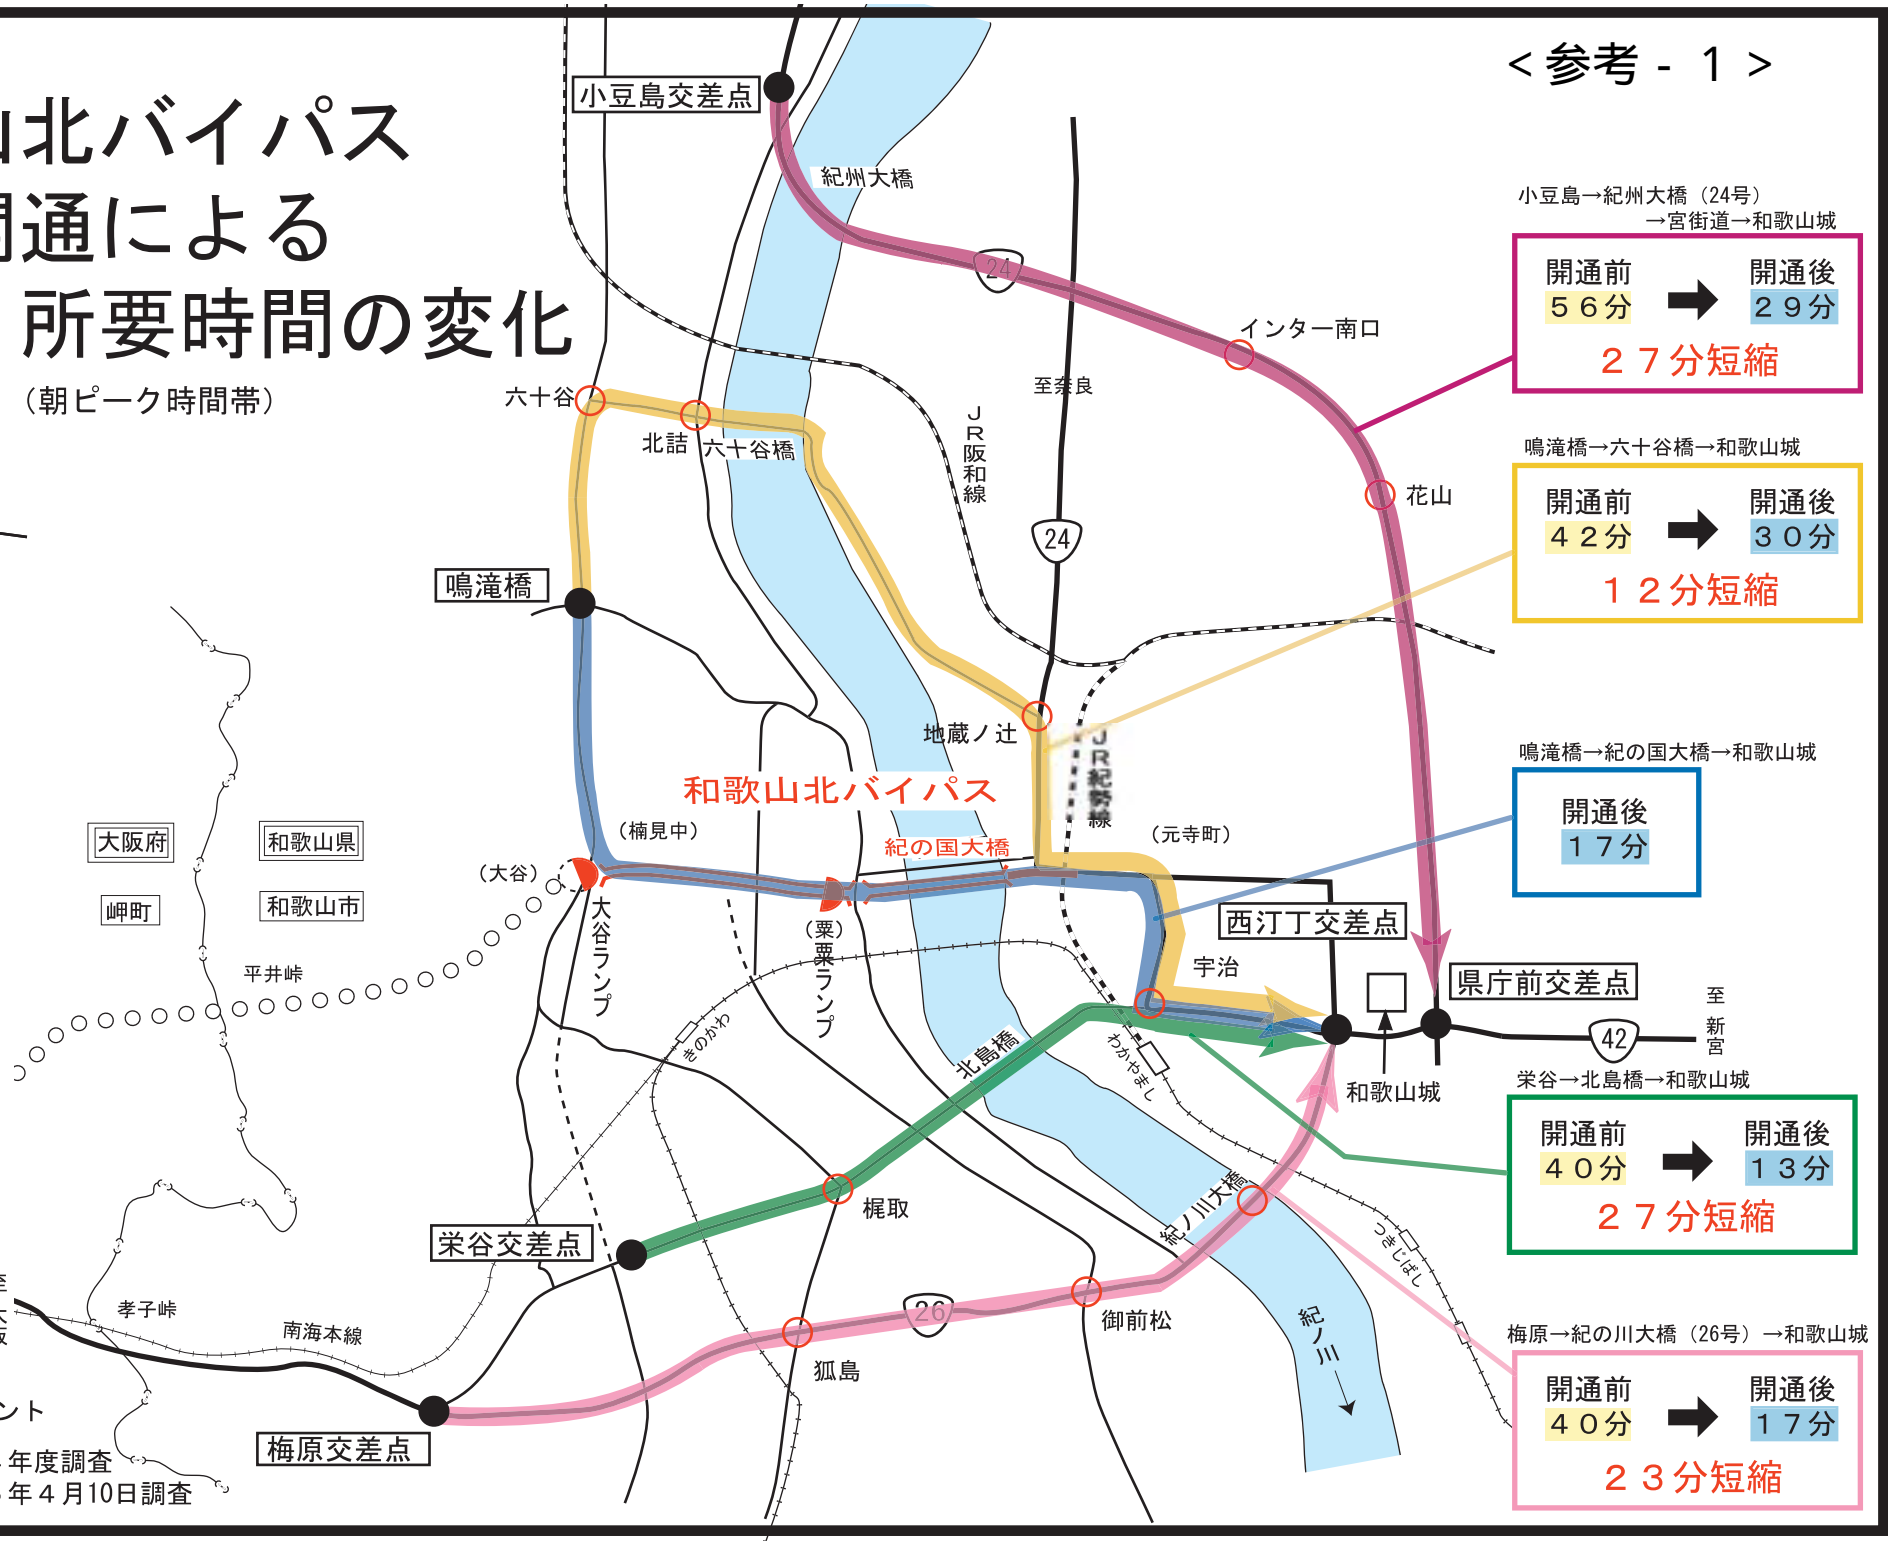 ＜参考－１＞
山北バイパス
開通による
所要時間の変化
（朝ピーク時間帯）
小豆島交差点
紀州大橋
24
インター南口
至奈良
ＪＲ阪和線
花山
24
六十谷
北詰
六十谷橋
鳴滝橋
地蔵ノ辻
ＪＲ紀勢線
和歌山北バイパス
紀の国大橋
（楠見中）
（元寺町）
（大谷）
大谷ランプ
（粟）
粟ランプ
西汀丁交差点
宇治
県庁前交差点
和歌山城
42
至新宮
大阪府
和歌山県
岬町
和歌山市
平井峠
きのかわ
北島橋
わかやまし
梶取
栄谷交差点
紀ノ川大橋
つきじばし
孝子峠
南海本線
26
御前松
狐島
紀ノ川
梅原交差点
ント
年度調査
年４月10日調査
小豆島→紀州大橋（24号）
→宮街道→和歌山城
開通前 開通後
５６分 ２９分
２７分短縮
鳴滝橋→六十谷橋→和歌山城
開通前 開通後
４２分 ３０分
１２分短縮
鳴滝橋→紀の国大橋→和歌山城
開通後
１７分
栄谷→北島橋→和歌山城
開通前 開通後
４０分 １３分
２７分短縮
梅原→紀の川大橋（26号）→和歌山城
開通前 開通後
４０分 １７分
２３分短縮